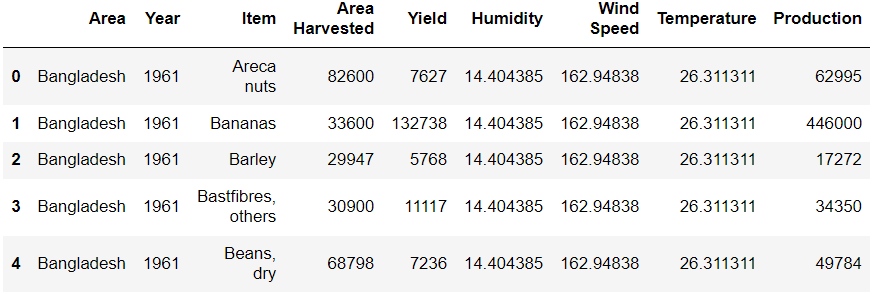 Area Year Item Area Harvested Yield Humidity Wind Speed Temperature Production
0 Bangladesh 1961 Areca nuts 82600 7627 14.404385 162.94838 26.311311 62995
1 Bangladesh 1961 Bananas 33600 132738 14.404385 162.94838 26.311311 446000
2 Bangladesh 1961 Barley 29947 5768 14.404385 162.94838 26.311311 17272
3 Bangladesh 1961 Bastfibres, others 30900 11117 14.404385 162.94838 26.311311 34350
4 Bangladesh 1961 Beans, dry 68798 7236 14.404385 162.94838 26.311311 49784